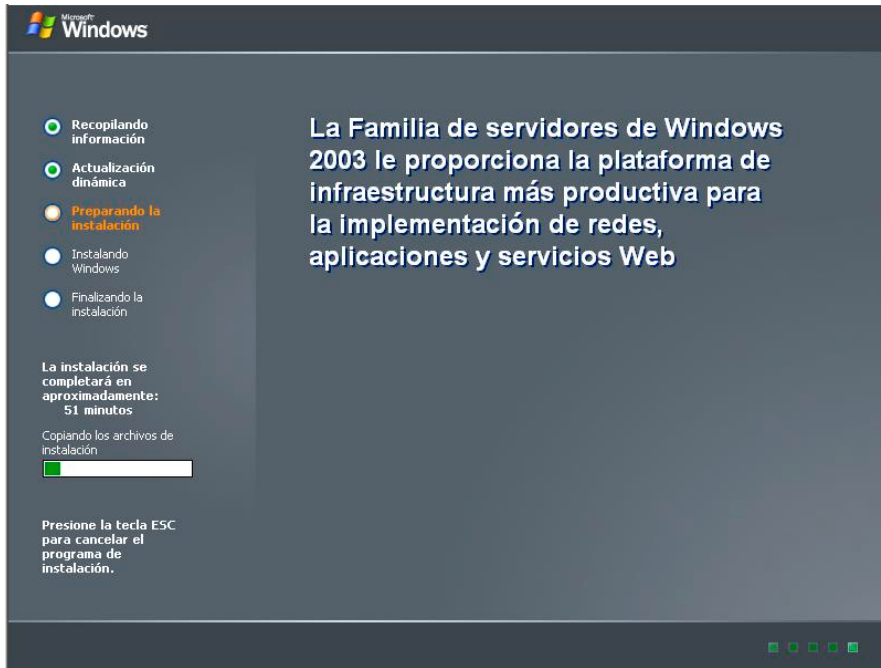 Microsoft
Windows
Recopilando
información
Actualización
dinámica
Preparando la
instalación
Instalando
Windows
Finalizando la
instalación
La instalación se
completará en
aproximadamente:
51 minutos
Copiando los archivos de
instalación
Presione la tecla ESC
para cancelar el
programa de
instalación.
La Familia de servidores de Windows
2003 le proporciona la plataforma de
infraestructura más productiva para
la implementación de redes,
aplicaciones y servicios Web